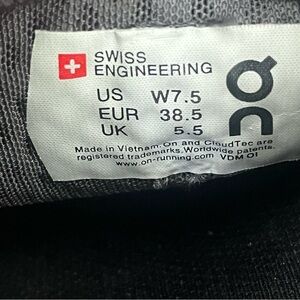 SWISS
ENGINEERING
US W7.5
EUR 38.5
UK 5.5
Made in Vietnam. On and CloudTec are
registered trademarks. Worldwide patents.
www.on-running.com VDM 01